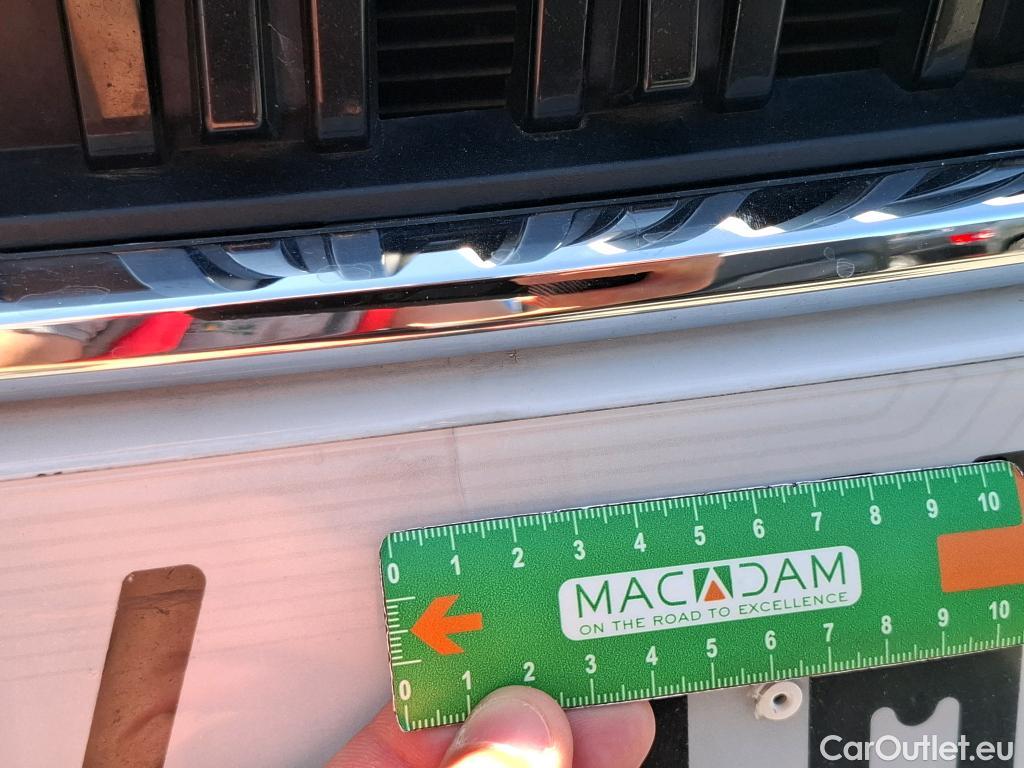 0 1 2 3 4 5 6 7 8 9 10
MACADAM
ON THE ROAD TO EXCELLENCE
0 1 2 3 4 5 6 7 8 9 10
CarOutlet.eu